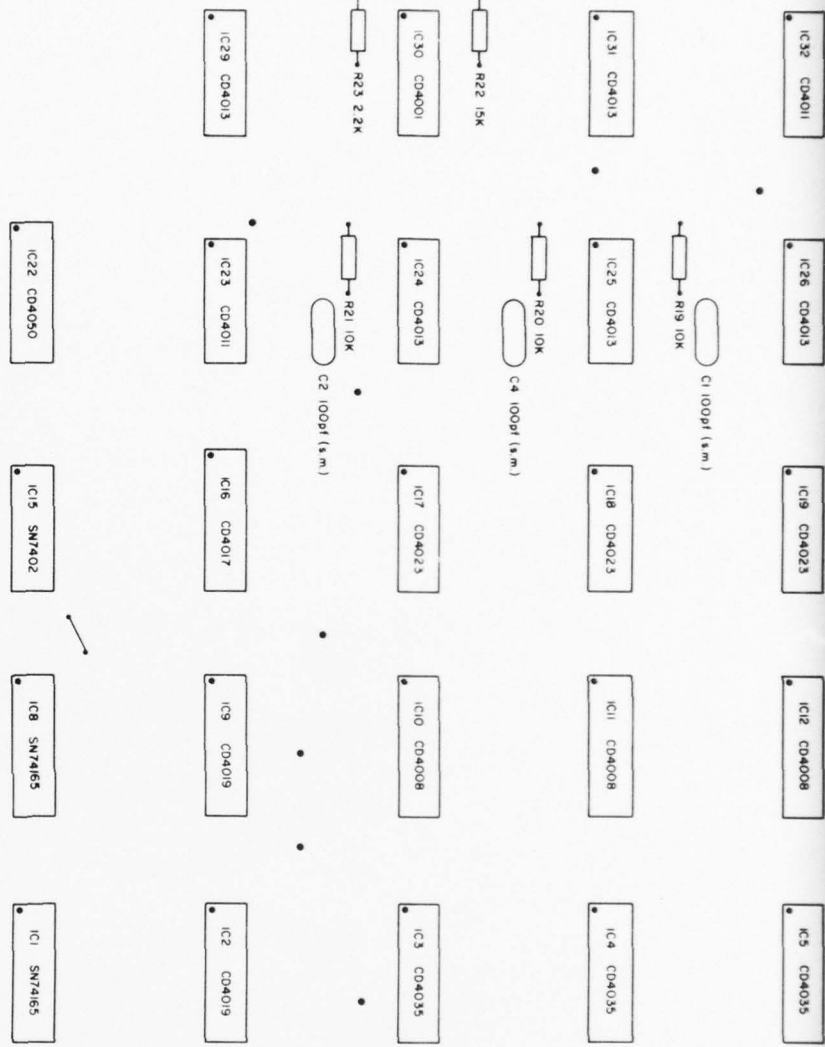 IC29 CD4013
R23 2.2K
IC30 CD4001
R22 15K
IC31 CD4013
IC32 CD4011
IC22 CD4050
IC23 CD4011
R21 10K
C2 100pf (s.m.)
IC24 CD4013
R20 10K
C4 100pf (s.m.)
IC25 CD4013
R19 10K
C1 100pf (s.m.)
IC26 CD4013
IC15 SN7402
IC16 CD4017
IC17 CD4023
IC18 CD4023
IC19 CD4023
IC8 SN74165
IC9 CD4019
IC10 CD4008
IC11 CD4008
IC12 CD4008
IC1 SN74165
IC2 CD4019
IC3 CD4035
IC4 CD4035
IC5 CD4035